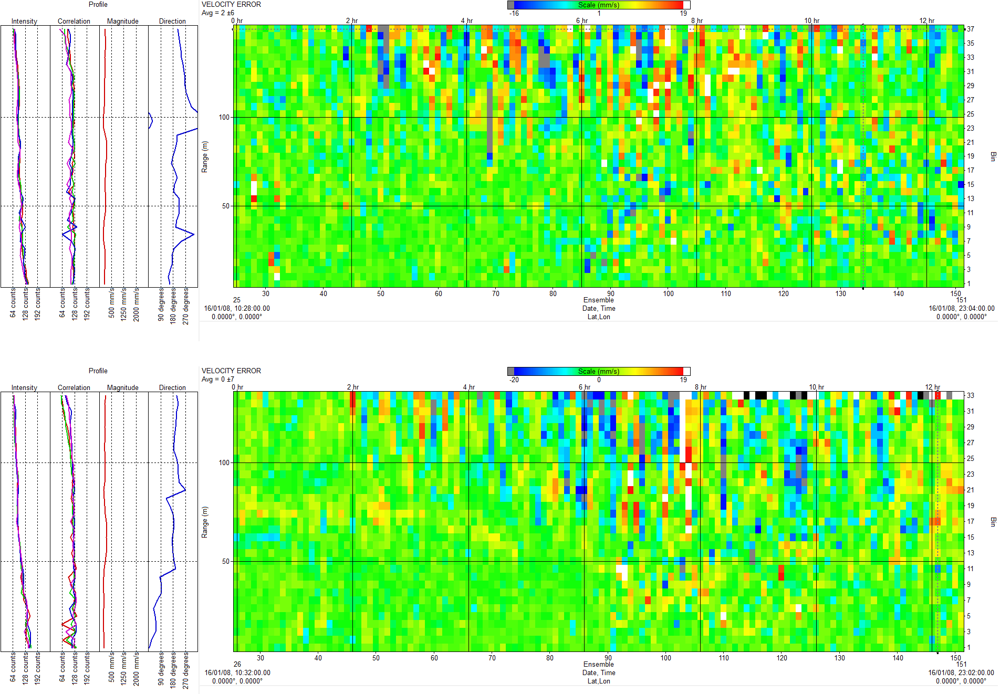 Profile
Intensity Correlation Magnitude Direction
64 counts 128 counts 192 counts 64 counts 128 counts 192 counts 500 mm/s 1250 mm/s 2000 mm/s 90 degrees 180 degrees 270 degrees
VELOCITY ERROR
Avg = 2 ±6
Scale (mm/s)
-16 1 19
0 hr 2 hr 4 hr 6 hr 8 hr 10 hr 12 hr
Range (m)
100
50
37
35
33
31
29
27
25
23
21
19
17
15
13
11
9
7
5
3
1
Bin
30 40 50 60 70 80 90 100 110 120 130 140 150
25 Ensemble 151
16/01/08, 10:28:00.00 Date, Time 16/01/08, 23:04:00.00
0.0000°, 0.0000° Lat,Lon 0.0000°, 0.0000°
Profile
Intensity Correlation Magnitude Direction
64 counts 128 counts 192 counts 64 counts 128 counts 192 counts 500 mm/s 1250 mm/s 2000 mm/s 90 degrees 180 degrees 270 degrees
VELOCITY ERROR
Avg = 0 ±7
Scale (mm/s)
-20 0 19
0 hr 2 hr 4 hr 6 hr 8 hr 10 hr 12 hr
Range (m)
100
50
33
31
29
27
25
23
21
19
17
15
13
11
9
7
5
3
1
Bin
30 40 50 60 70 80 90 100 110 120 130 140 150
26 Ensemble 151
16/01/08, 10:32:00.00 Date, Time 16/01/08, 23:02:00.00
0.0000°, 0.0000° Lat,Lon 0.0000°, 0.0000°